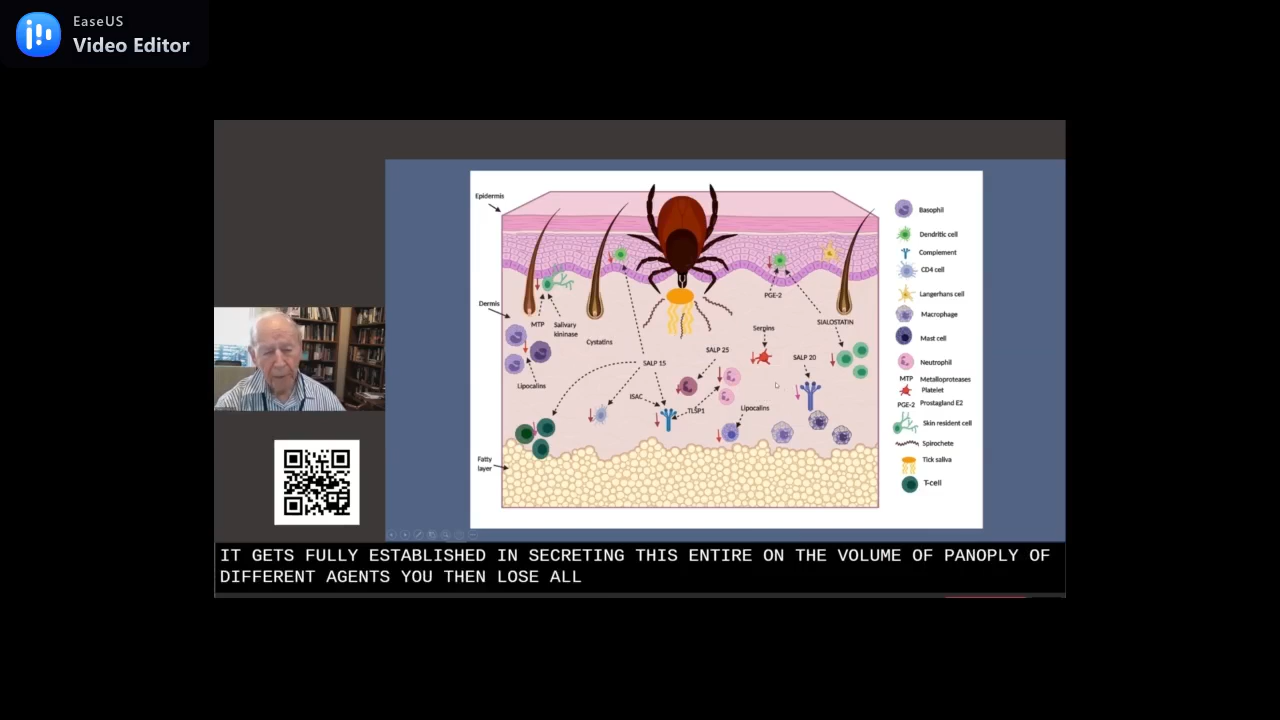 EaseUS
Video Editor
Epidermis
Dermis
MTP
Salivary
kininase
Cystatins
Lipocalins
SALP 15
ISAC
SALP 25
TLSP1
PGE-2
Serpins
SIALOSTATIN
SALP 20
Lipocalins
Fatty
layer
Basophil
Dendritic cell
Complement
CD4 cell
Langerhans cell
Macrophage
Mast cell
Neutrophil
MTP Metalloproteases
Platelet
PGE-2 Prostagland E2
Skin resident cell
Spirochete
Tick saliva
T-cell
IT GETS FULLY ESTABLISHED IN SECRETING THIS ENTIRE ON THE VOLUME OF PANOPLY OF
DIFFERENT AGENTS YOU THEN LOSE ALL